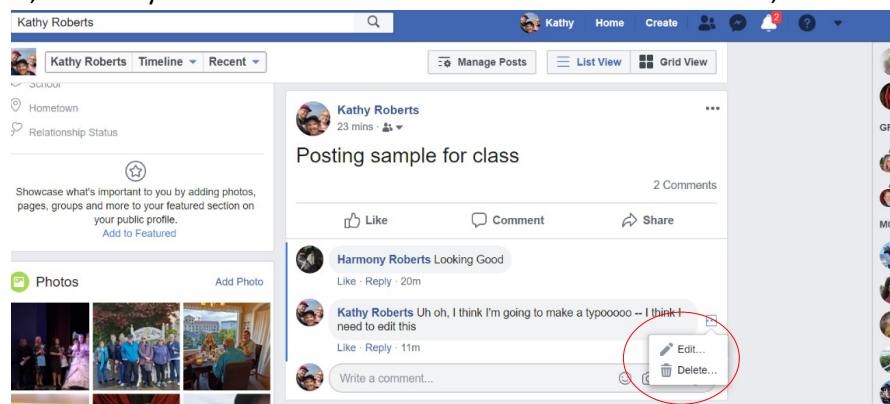 Kathy Roberts
Kathy Home Create 2
Kathy Roberts Timeline Recent
Manage Posts List View Grid View
Hometown
Relationship Status
Showcase what's important to you by adding photos,
pages, groups and more to your featured section on
your public profile.
Add to Featured
Photos Add Photo
Kathy Roberts
23 mins ·
Posting sample for class
2 Comments
Like Comment Share
Harmony Roberts Looking Good
Like · Reply · 20m
Kathy Roberts Uh oh, I think I'm going to make a typooooo -- I think I
need to edit this
Like · Reply · 11m
Edit...
Delete...
Write a comment...